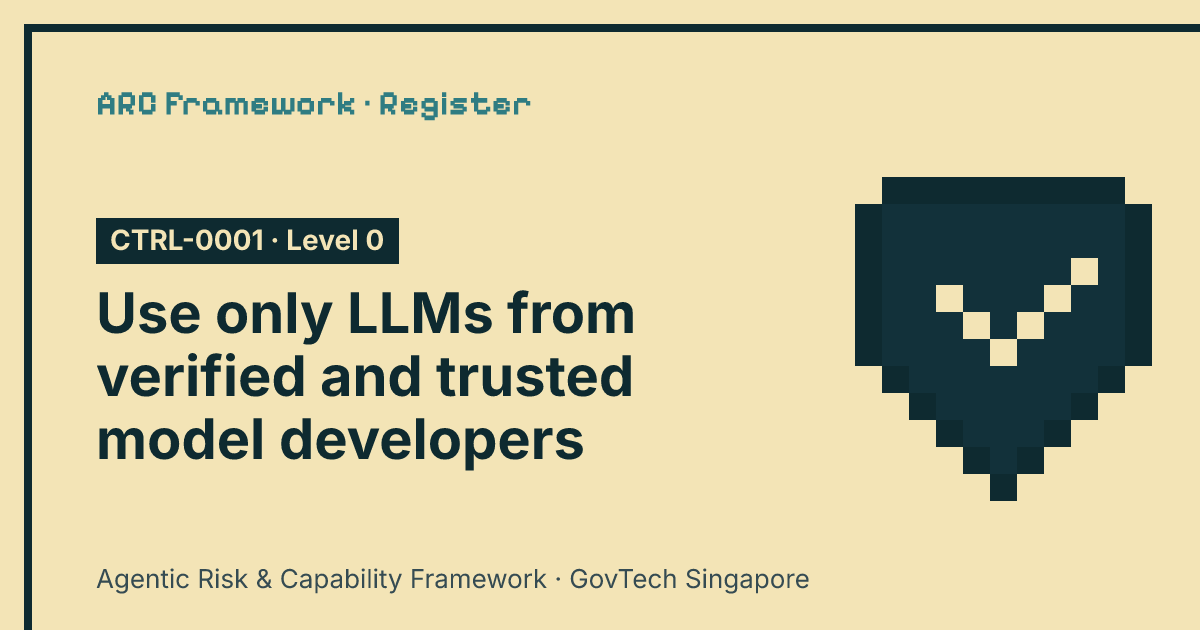 ARC Framework · Register
CTRL-0001 · Level 0
Use only LLMs from
verified and trusted
model developers
Agentic Risk & Capability Framework · GovTech Singapore